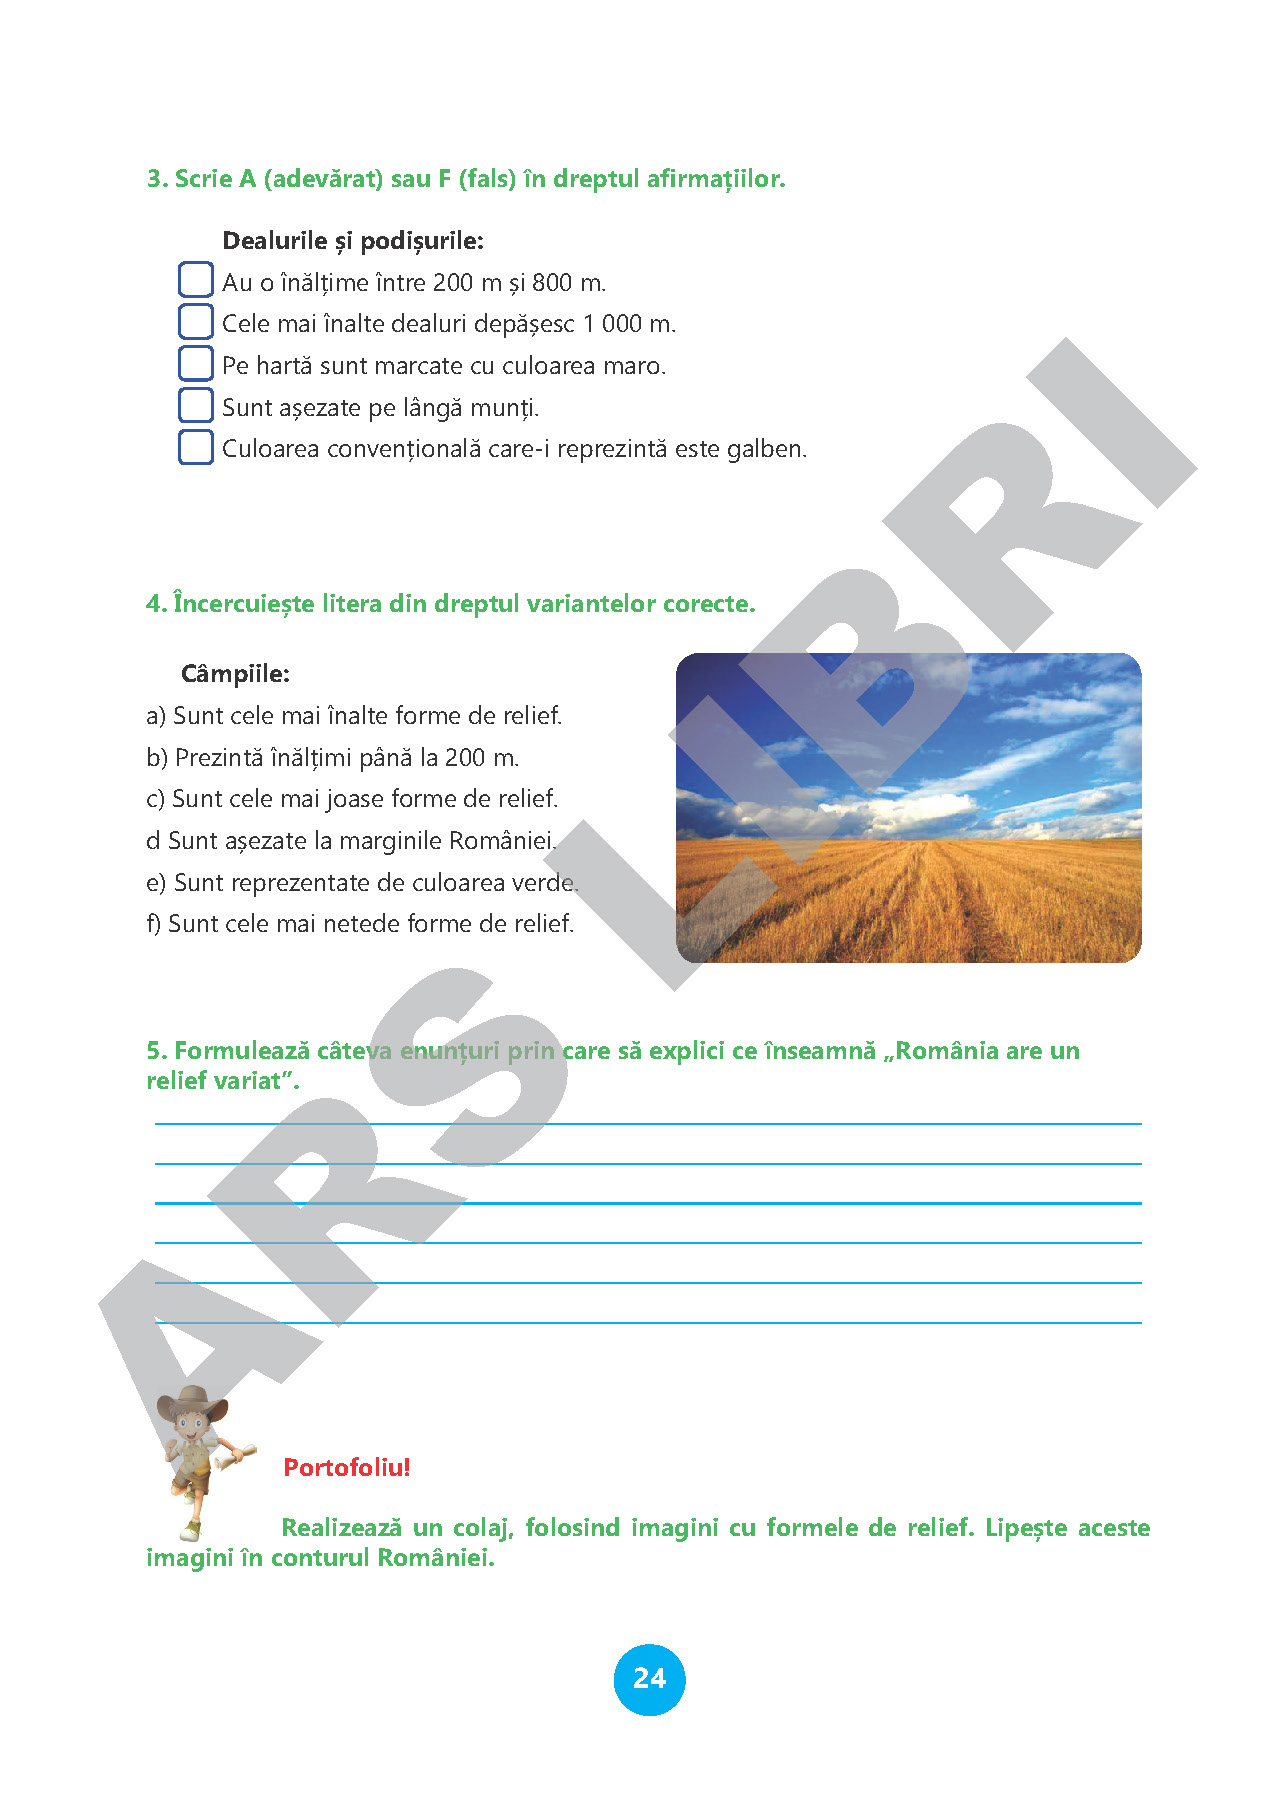 3. Scrie A (adevărat) sau F (fals) în dreptul afirmațiilor.
Dealurile și podișurile:
Au o înălțime între 200 m și 800 m.
Cele mai înalte dealuri depășesc 1 000 m.
Pe hartă sunt marcate cu culoarea maro.
Sunt așezate pe lângă munți.
Culoarea convențională care-i reprezintă este galben.
4. Încercuiește litera din dreptul variantelor corecte.
Câmpiile:
a) Sunt cele mai înalte forme de relief.
b) Prezintă înălțimi până la 200 m.
c) Sunt cele mai joase forme de relief.
d Sunt așezate la marginile României.
e) Sunt reprezentate de culoarea verde.
f) Sunt cele mai netede forme de relief.
5. Formulează câteva enunțuri prin care să explici ce înseamnă „România are un
relief variat”.
Portofoliu!
Realizează un colaj, folosind imagini cu formele de relief. Lipește aceste
imagini în conturul României.
24
ARS LIBRI